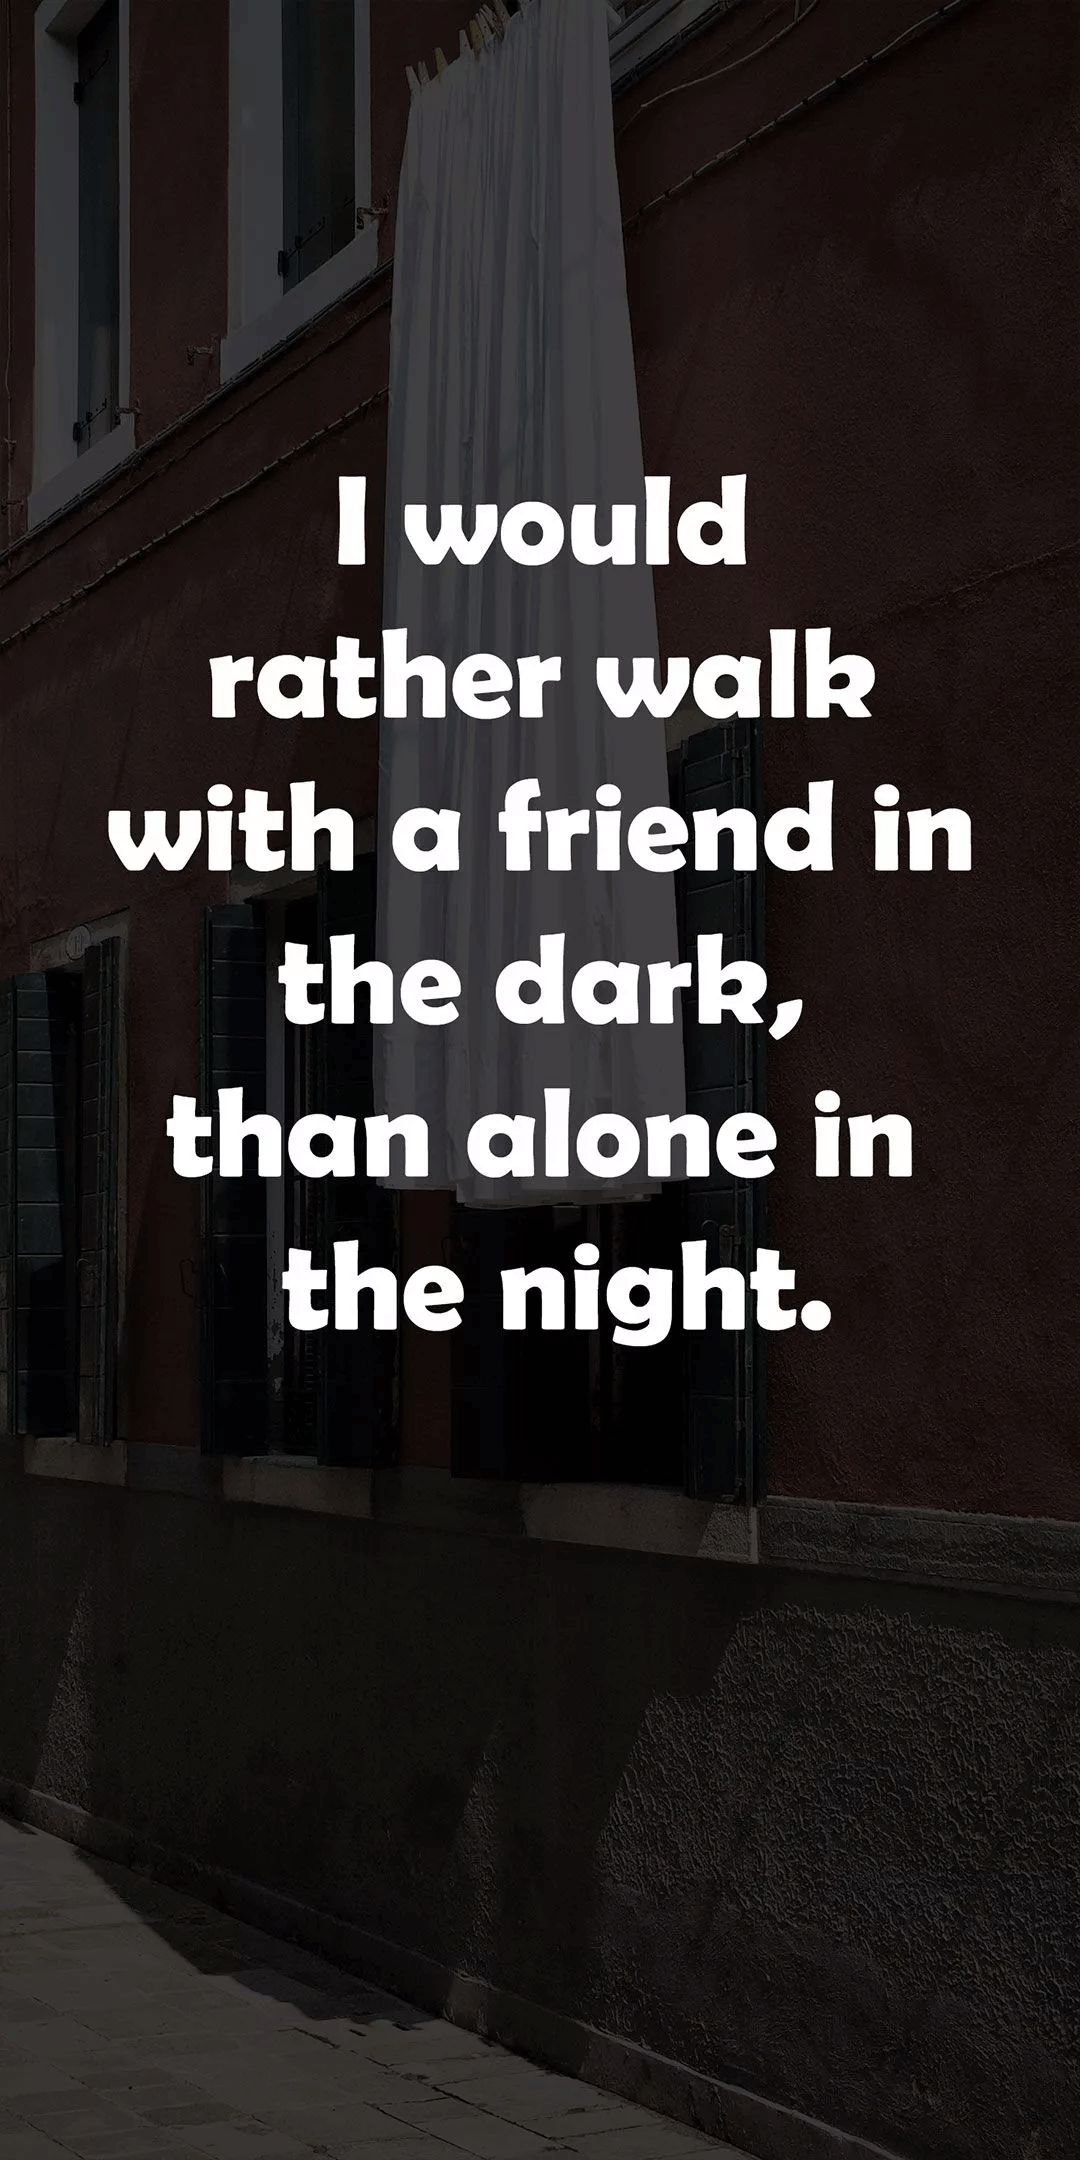 I would
rather walk
with a friend in
the dark,
than alone in
the night.